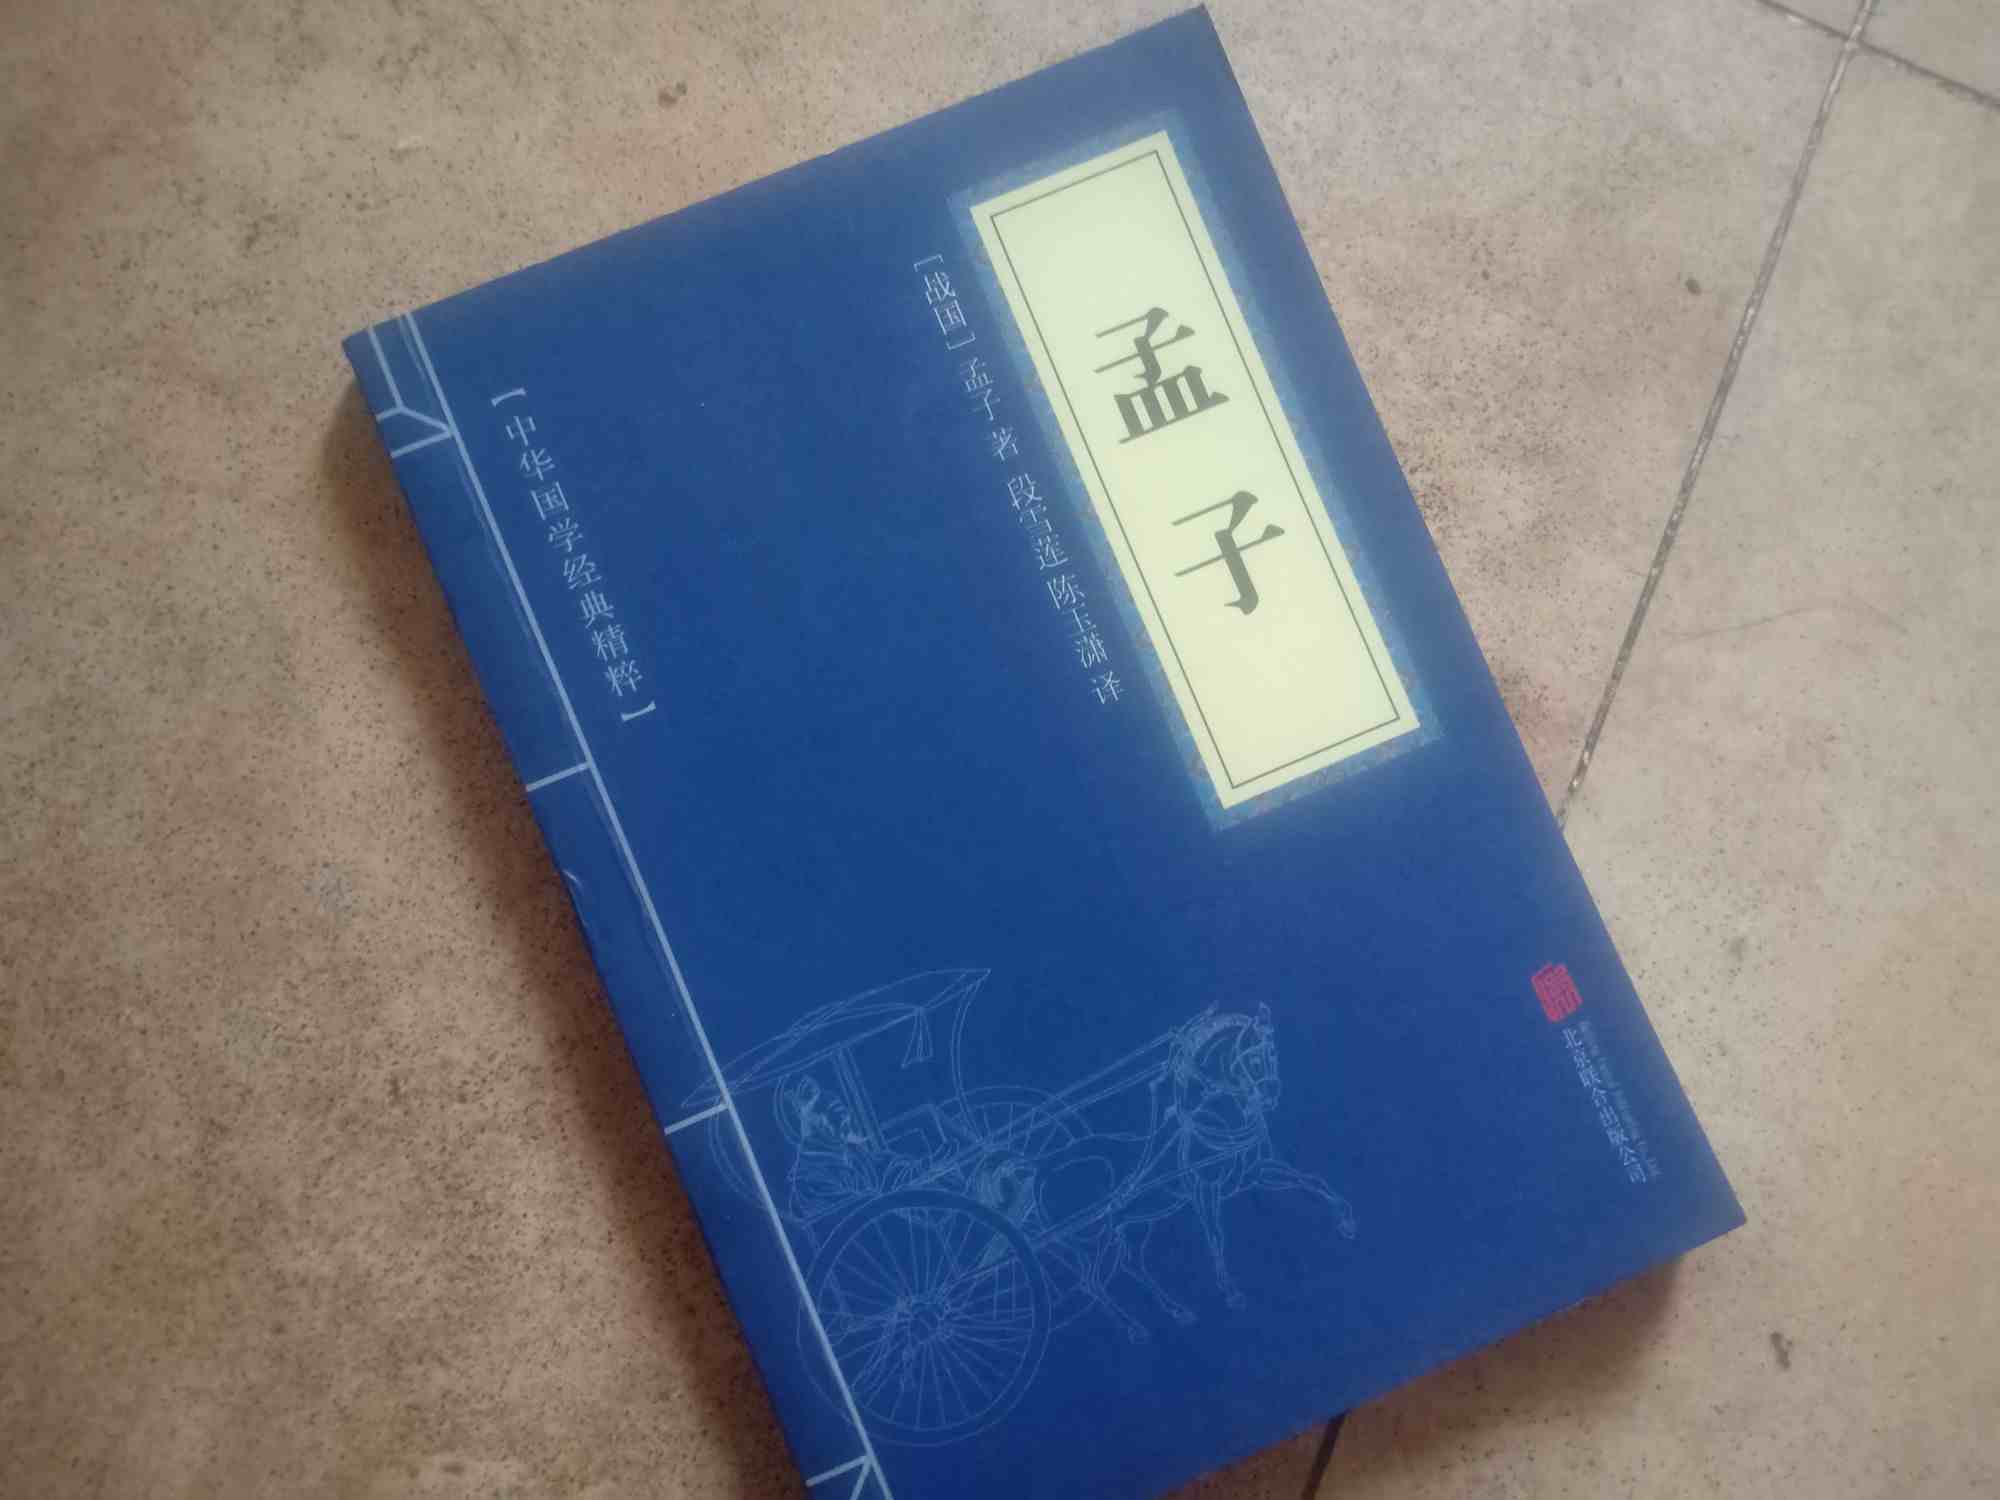 孟子
[战国]孟子 著 段雪莲 陈玉潇 译
【中华国学经典精粹】
北京联合出版公司